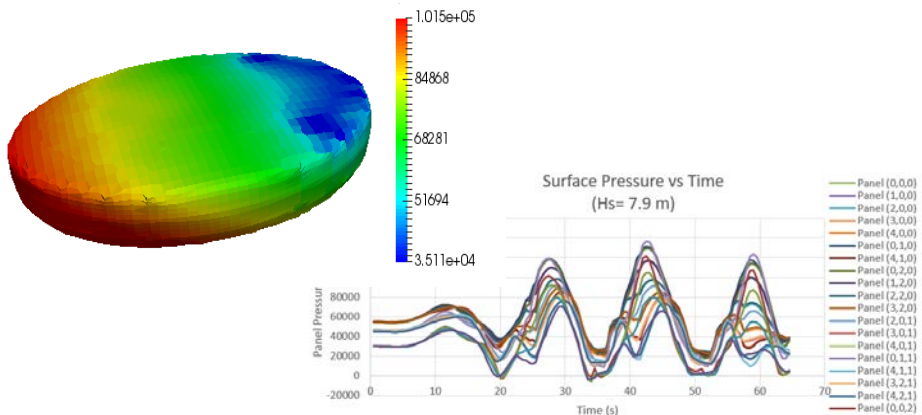 1.015e+05
84868
68281
51694
3.511e+04
Surface Pressure vs Time
(Hs= 7.9 m)
Panel Pressur
80000
60000
40000
20000
0
-20000
0
10
20
30
40
50
60
70
Time (s)
Panel (0,0,0)
Panel (1,0,0)
Panel (2,0,0)
Panel (3,0,0)
Panel (4,0,0)
Panel (0,1,0)
Panel (4,1,0)
Panel (0,2,0)
Panel (1,2,0)
Panel (2,2,0)
Panel (3,2,0)
Panel (2,0,1)
Panel (3,0,1)
Panel (4,0,1)
Panel (0,1,1)
Panel (4,1,1)
Panel (3,2,1)
Panel (4,2,1)
Panel (0,0,2)